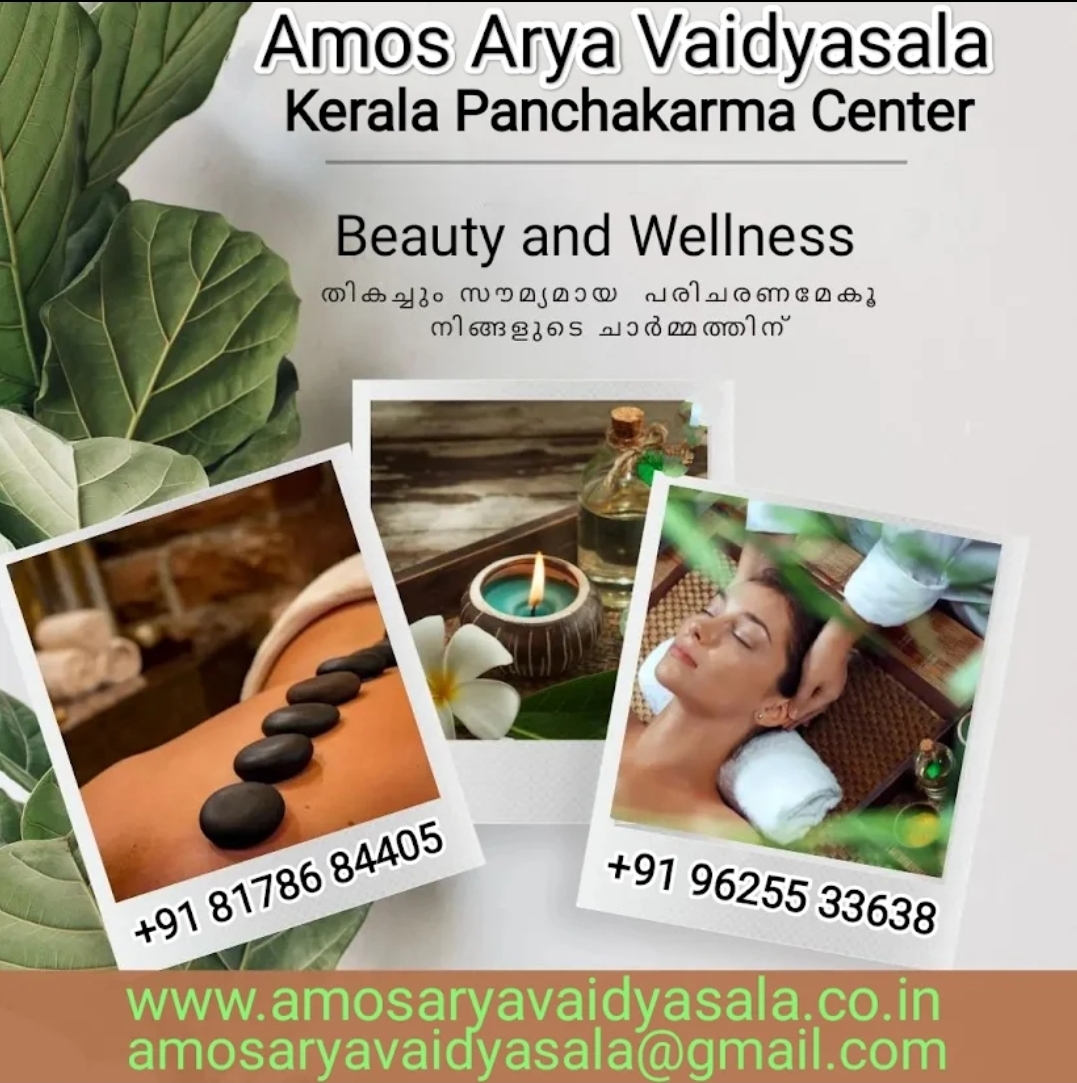 Amos Arya Vaidyasala
Kerala Panchakarma Center
Beauty and Wellness
തികച്ചും സൗമ്യമായ പരിചരണമേകൂ
നിങ്ങളുടെ ചാർമ്മത്തിന്
+91 81786 84405
+91 96255 33638
www.amosaryavaidyasala.co.in
amosaryavaidyasala@gmail.com